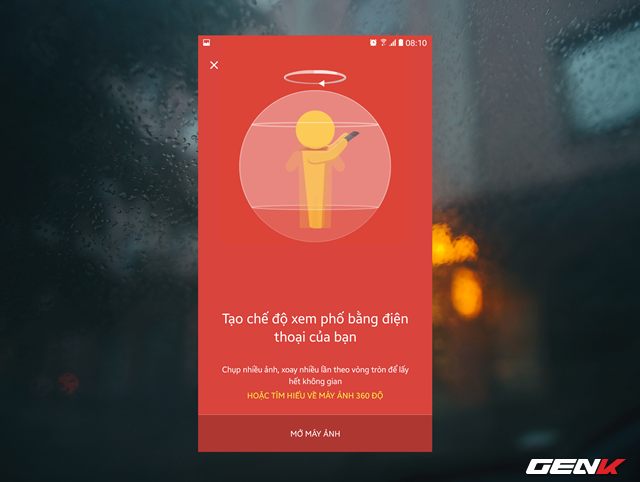 08:10
Tạo chế độ xem phố bằng điện
thoại của bạn
Chụp nhiều ảnh, xoay nhiều lần theo vòng tròn để lấy
hết không gian
HOẶC TÌM HIỂU VỀ MÁY ẢNH 360 ĐỘ
MỞ MÁY ẢNH
GENK